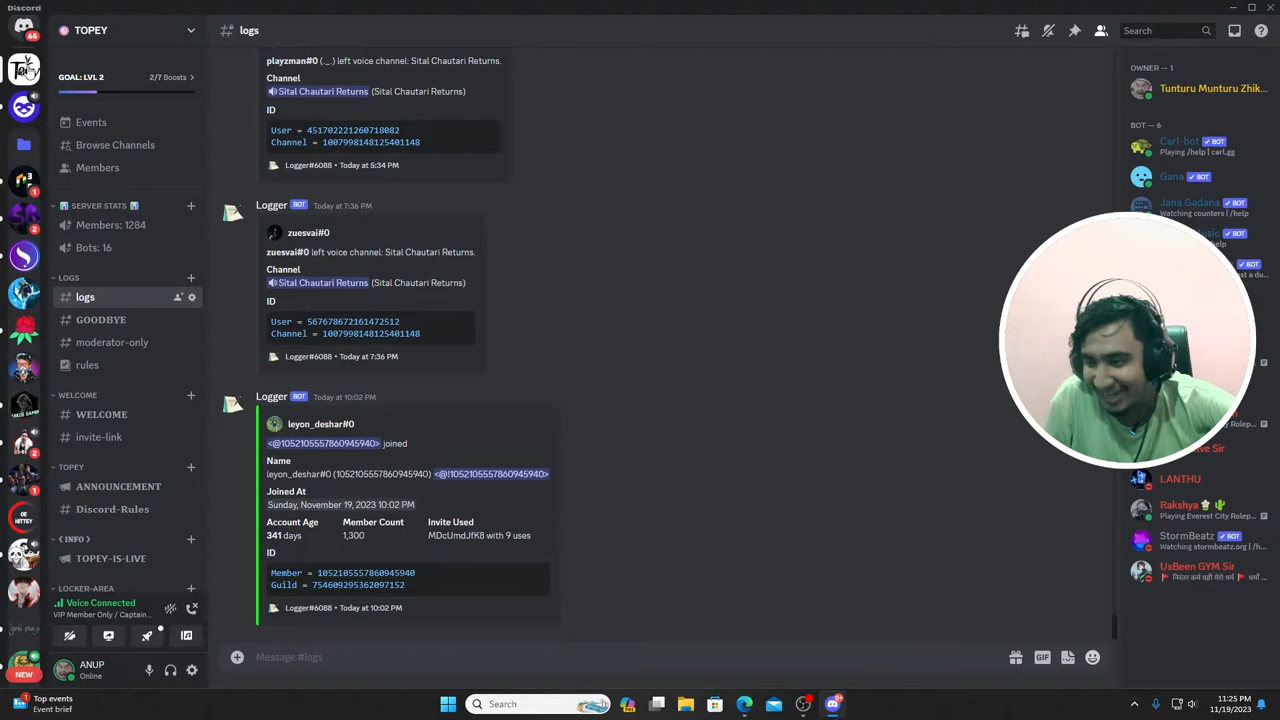 Discord
65
TOPEY
logs
Search
GOAL: LVL 2
2/7 Boosts
Events
Browse Channels
Members
SERVER STATS
Members: 1284
Bots: 16
LOGS
logs
GOODBYE
moderator-only
rules
WELCOME
WELCOME
invite-link
TOPEY
ANNOUNCEMENT
Discord-Rules
< INFO >
TOPEY-IS-LIVE
LOCKER-AREA
Voice Connected
VIP Member Only / Captain...
ANUP
Online
1
2
2
1
NEW
playzman#0 (._.) left voice channel: Sital Chautari Returns.
Channel
Sital Chautari Returns (Sital Chautari Returns)
ID
User = 451702221260718082
Channel = 1007998148125401148
Logger#6088 • Today at 5:34 PM
Logger BOT Today at 7:36 PM
zuesvai#0
zuesvai#0 left voice channel: Sital Chautari Returns.
Channel
Sital Chautari Returns (Sital Chautari Returns)
ID
User = 567678672161472512
Channel = 1007998148125401148
Logger#6088 • Today at 7:36 PM
Logger BOT Today at 10:02 PM
leyon_deshar#0
<@1052105557860945940> joined
Name
leyon_deshar#0 (1052105557860945940) <@!1052105557860945940>
Joined At
Sunday, November 19, 2023 10:02 PM
Account Age Member Count Invite Used
341 days 1,300 MDcUmdJfK8 with 9 uses
ID
Member = 1052105557860945940
Guild = 754609295362097152
Logger#6088 • Today at 10:02 PM
Message #logs
GIF
OWNER — 1
Tunturu Munturu Zhik...
BOT — 6
Carl-bot BOT
Playing /help | carl.gg
Gana BOT
Jana Gadana BOT
Watching counters | /help
BOT
BOT
LANTHU
Rakshya
Playing Everest City Rolep...
StormBeatz BOT
Watching stormbeatz.org | /h...
UsBeen GYM Sir
Top events
Event brief
Search
11:25 PM
11/19/2023